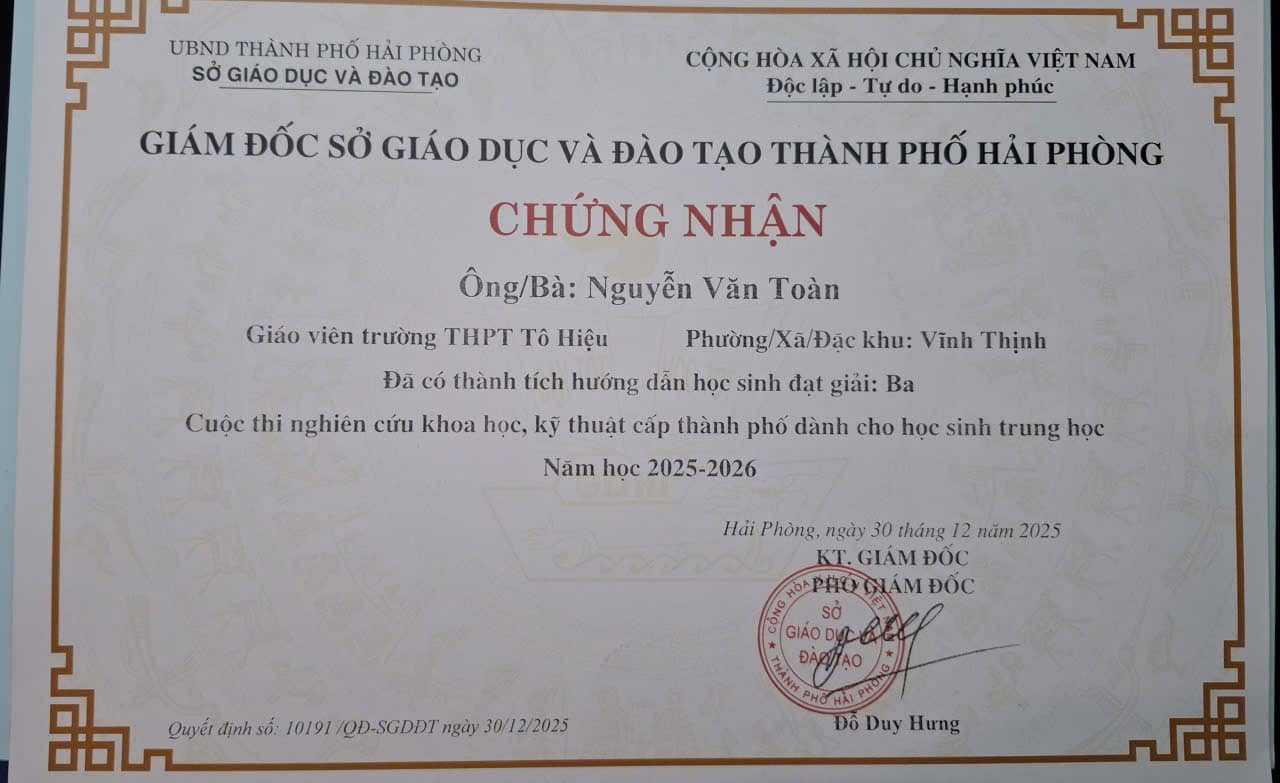 UBND THÀNH PHỐ HẢI PHÒNG
SỞ GIÁO DỤC VÀ ĐÀO TẠO
CỘNG HÒA XÃ HỘI CHỦ NGHĨA VIỆT NAM
Độc lập - Tự do - Hạnh phúc
GIÁM ĐỐC SỞ GIÁO DỤC VÀ ĐÀO TẠO THÀNH PHỐ HẢI PHÒNG
CHỨNG NHẬN
Ông/Bà: Nguyễn Văn Toàn
Giáo viên trường THPT Tô Hiệu Phường/Xã/Đặc khu: Vĩnh Thịnh
Đã có thành tích hướng dẫn học sinh đạt giải: Ba
Cuộc thi nghiên cứu khoa học, kỹ thuật cấp thành phố dành cho học sinh trung học
Năm học 2025-2026
Hải Phòng, ngày 30 tháng 12 năm 2025
KT. GIÁM ĐỐC
PHÓ GIÁM ĐỐC
SỞ
GIÁO DỤC VÀ
ĐÀO TẠO
THÀNH PHỐ HẢI PHÒNG
Đỗ Duy Hưng
Quyết định số: 10191 /QĐ-SGDĐT ngày 30/12/2025